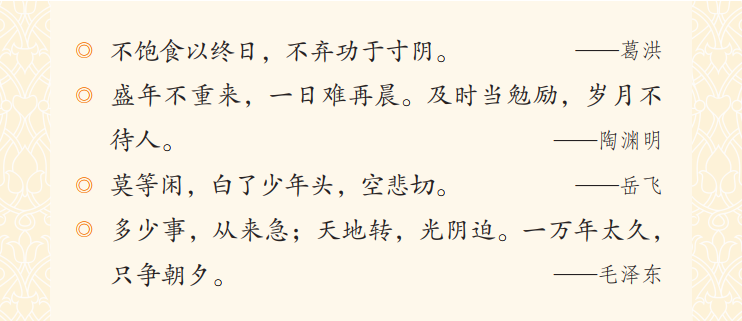 ◎ 不饱食以终日，不弃功于寸阴。 ——葛洪
◎ 盛年不重来，一日难再晨。及时当勉励，岁月不
待人。 ——陶渊明
◎ 莫等闲，白了少年头，空悲切。 ——岳飞
◎ 多少事，从来急；天地转，光阴迫。一万年太久，
只争朝夕。 ——毛泽东